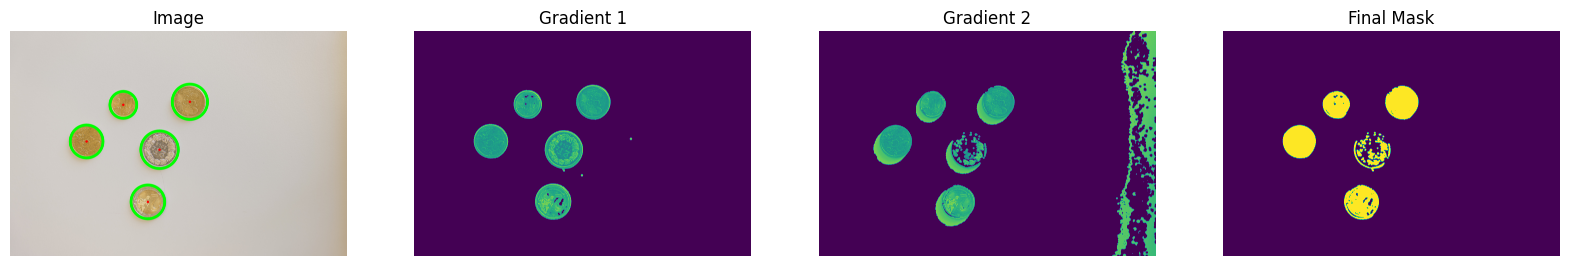 Image
Gradient 1
Gradient 2
Final Mask